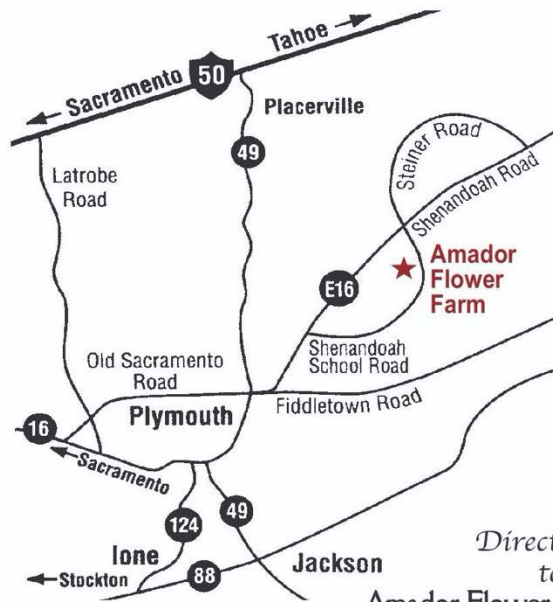 Tahoe
50
Sacramento
Placerville
49
Latrobe
Road
Steiner Road
Shenandoah Road
Amador
Flower
Farm
E16
Shenandoah
School Road
Old Sacramento
Road
Plymouth
Fiddletown Road
16
Sacramento
124
49
Ione
88
Jackson
Stockton